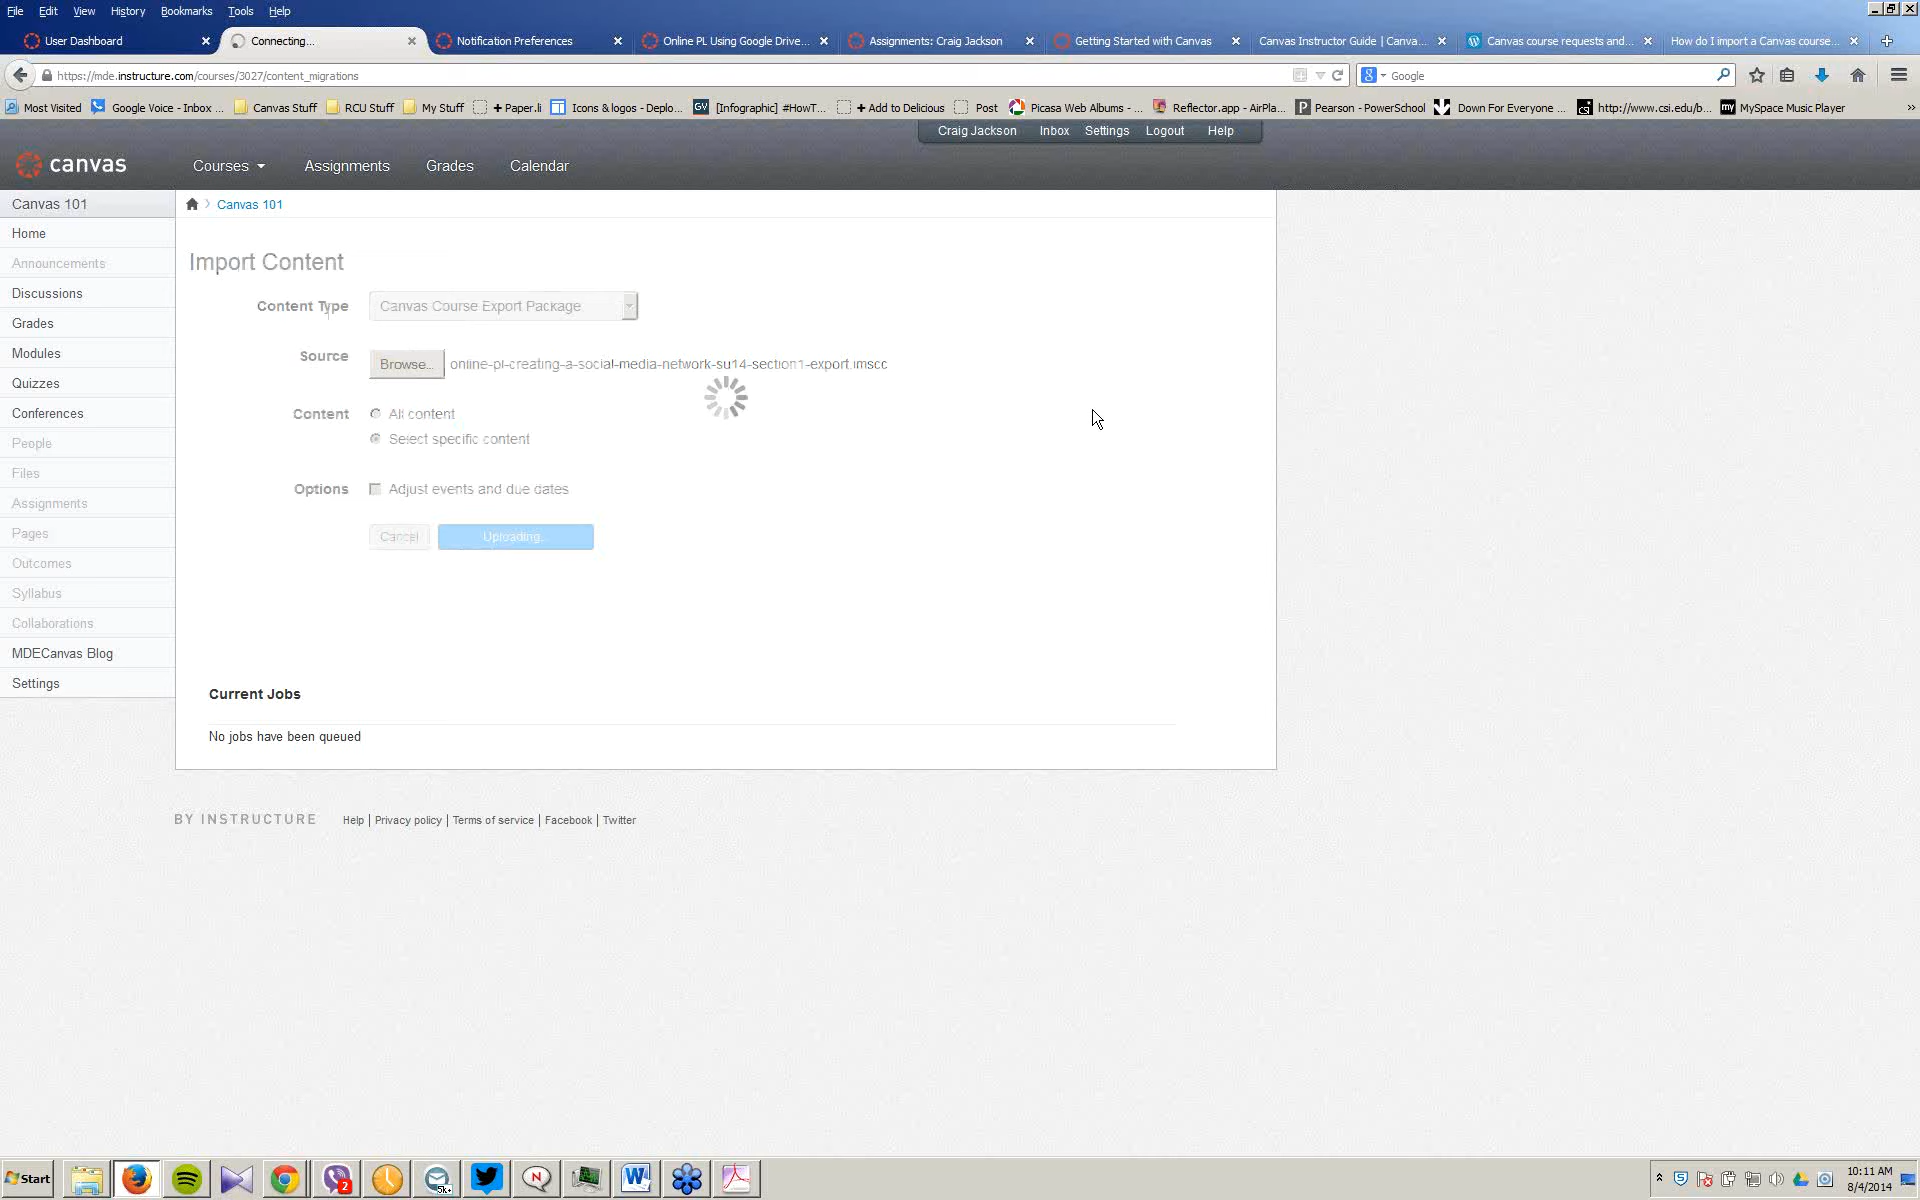 File Edit View History Bookmarks Tools Help
User Dashboard
Connecting...
Notification Preferences
Online PL Using Google Drive...
Assignments: Craig Jackson
Getting Started with Canvas
Canvas Instructor Guide | Canva...
Canvas course requests and...
How do I import a Canvas course...
https://mde.instructure.com/courses/3027/content_migrations
Google
Most Visited
Google Voice - Inbox ...
Canvas Stuff
RCU Stuff
My Stuff
+ Paper.li
Icons & logos - Deplo...
GV [Infographic] #HowT...
+ Add to Delicious
Post
Picasa Web Albums - ...
Reflector.app - AirPla...
Pearson - PowerSchool
Down For Everyone ...
csi http://www.csi.edu/b...
my MySpace Music Player
Craig Jackson Inbox Settings Logout Help
canvas
Courses Assignments Grades Calendar
Canvas 101
Home
Announcements
Discussions
Grades
Modules
Quizzes
Conferences
People
Files
Assignments
Pages
Outcomes
Syllabus
Collaborations
MDECanvas Blog
Settings
Canvas 101
Import Content
Content Type Canvas Course Export Package
Source Browse... online-pl-creating-a-social-media-network-su14-section1-export.imscc
Content All content
Select specific content
Options Adjust events and due dates
Cancel Uploading...
Current Jobs
No jobs have been queued
BY INSTRUCTURE Help | Privacy policy | Terms of service | Facebook | Twitter
Start
2
5k+
N
W
10:11 AM
8/4/2014